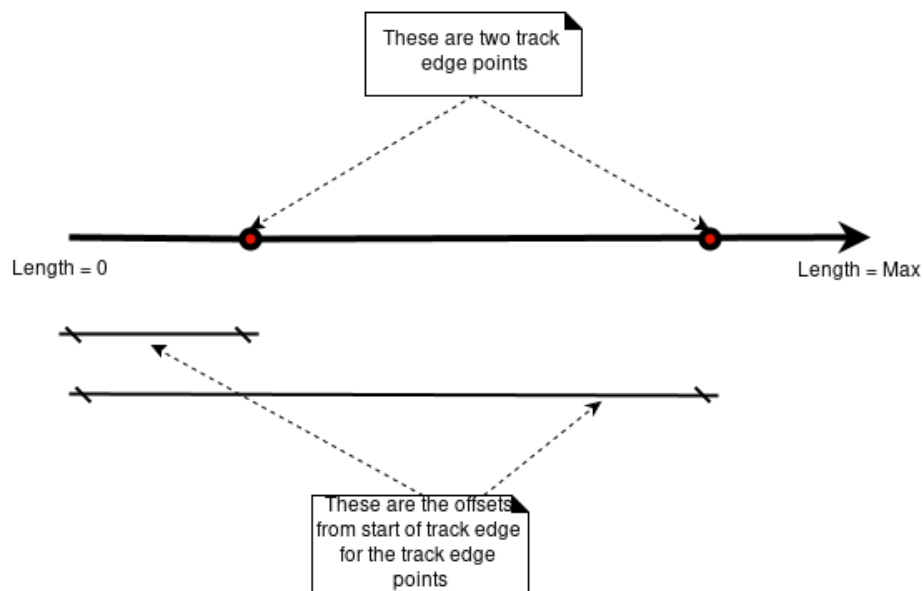 These are two track
edge points
Length = 0
Length = Max
These are the offsets
from start of track edge
for the track edge
points